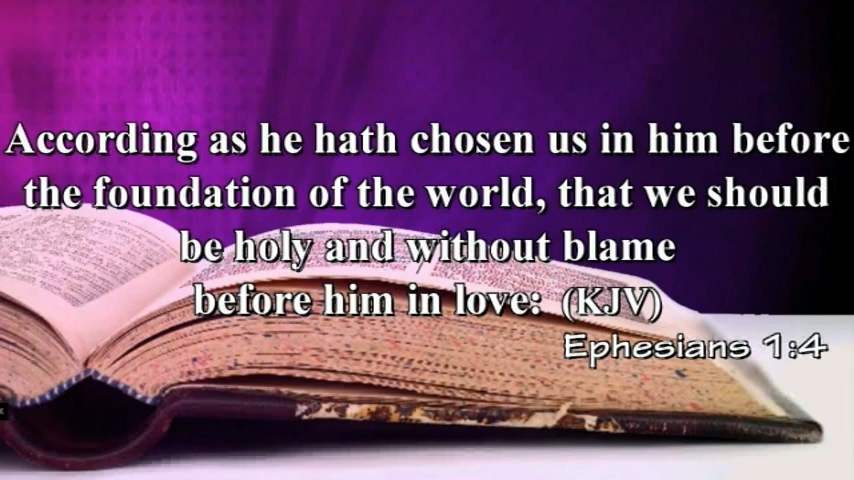 According as he hath chosen us in him before
the foundation of the world, that we should
be holy and without blame
before him in love: (KJV)
Ephesians 1:4